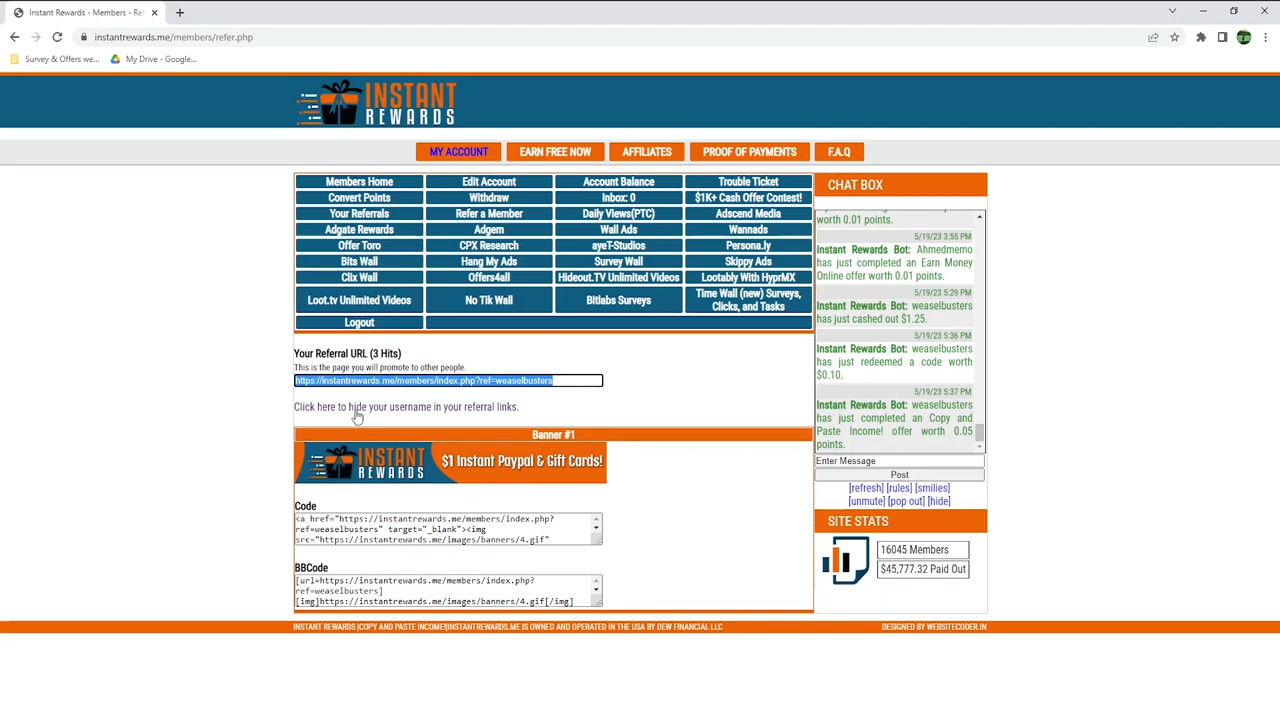 Instant Rewards - Members - Re
instantrewards.me/members/refer.php
Survey & Offers we...
My Drive - Google...
INSTANT
REWARDS
MY ACCOUNT
EARN FREE NOW
AFFILIATES
PROOF OF PAYMENTS
F.A.Q
Members Home
Edit Account
Account Balance
Trouble Ticket
Convert Points
Withdraw
Inbox: 0
$1K+ Cash Offer Contest!
Your Referrals
Refer a Member
Daily Views(PTC)
Adscend Media
Adgate Rewards
Adgem
Wall Ads
Wannads
Offer Toro
CPX Research
ayeT-Studios
Persona.ly
Bits Wall
Hang My Ads
Survey Wall
Skippy Ads
Clix Wall
Offers4all
Hideout.TV Unlimited Videos
Lootably With HyprMX
Loot.tv Unlimited Videos
No Tik Wall
Bitlabs Surveys
Time Wall (new) Surveys,
Clicks, and Tasks
Logout
Your Referral URL (3 Hits)
This is the page you will promote to other people.
https://instantrewards.me/members/index.php?ref=weaselbusters
Click here to hide your username in your referral links.
Banner #1
INSTANT
REWARDS
$1 Instant Paypal & Gift Cards!
Code
<a href="https://instantrewards.me/members/index.php?
ref=weaselbusters" target="_blank"><img
src="https://instantrewards.me/images/banners/4.gif"
BBCode
[url=https://instantrewards.me/members/index.php?
ref=weaselbusters]
[img]https://instantrewards.me/images/banners/4.gif[/img]
CHAT BOX
worth 0.01 points.
5/19/23 3:55 PM
Instant Rewards Bot: Ahmedmemo
has just completed an Earn Money
Online offer worth 0.01 points.
5/19/23 5:29 PM
Instant Rewards Bot: weaselbusters
has just cashed out $1.25.
5/19/23 5:36 PM
Instant Rewards Bot: weaselbusters
has just redeemed a code worth
$0.10.
5/19/23 5:37 PM
Instant Rewards Bot: weaselbusters
has just completed an Copy and
Paste Income! offer worth 0.05
points.
Enter Message
Post
[refresh] [rules] [smilies]
[unmute] [pop out] [hide]
SITE STATS
16045 Members
$45,777.32 Paid Out
INSTANT REWARDS |COPY AND PASTE INCOME!|INSTANTREWARDS.ME IS OWNED AND OPERATED IN THE USA BY DEW FINANCIAL LLC
DESIGNED BY WEBSITECODER.IN